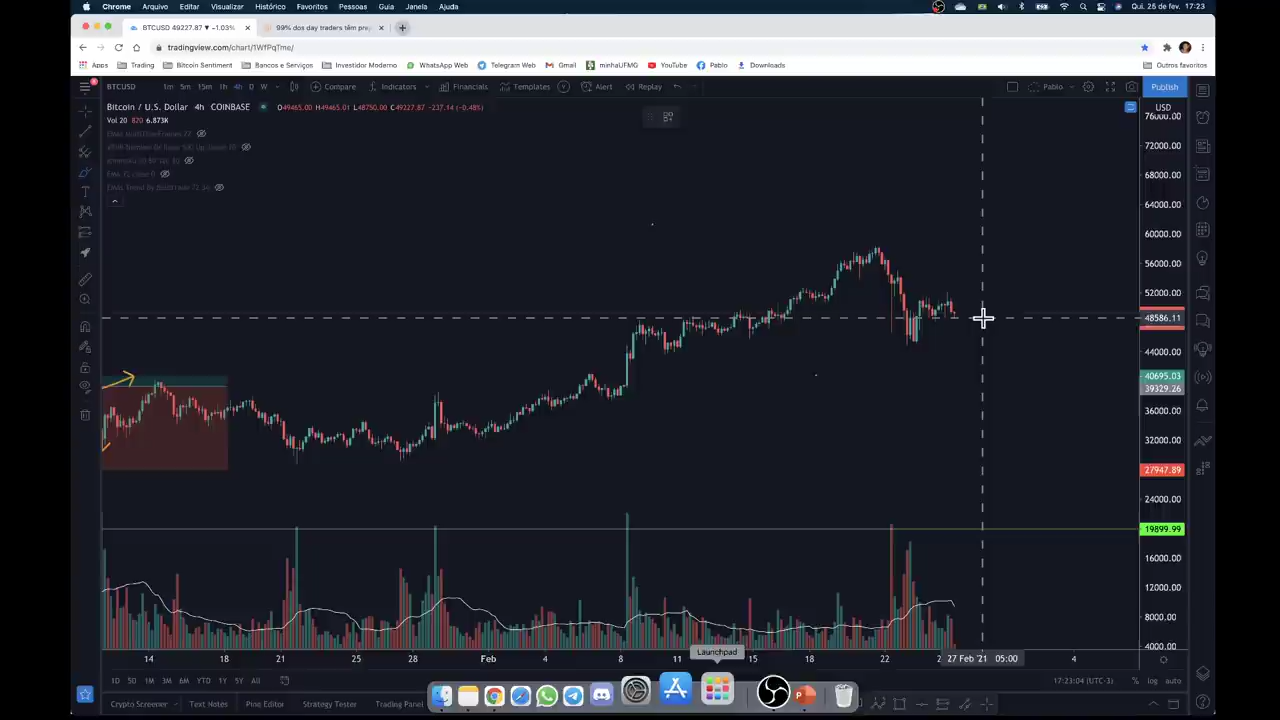 Chrome Arquivo Editar Visualizar Histórico Favoritos Pessoas Guia Janela Ajuda Qui. 25 de fev. 17:23
BTCUSD 49227.87 ▼ −1.03% 99% dos day traders têm prej
tradingview.com/chart/1WfPqTme/
Apps Trading Bitcoin Sentiment Bancos e Servicos Investidor Moderno WhatsApp Web Telegram Web Gmail minhaUFMG YouTube Pablo Downloads Outros favoritos
BTCUSD 1m 5m 15m 1h 4h D W Compare Indicators Financials Templates Alert Replay Pablo Publish
Bitcoin / U.S. Dollar 4h COINBASE O49465.00 H49465.01 L48750.00 C49227.87 −237.14 (−0.48%)
Vol 20 820 6.873K
USD
76000.00
72000.00
68000.00
64000.00
60000.00
56000.00
52000.00
48586.11
44000.00
40695.03
39329.26
36000.00
32000.00
27947.89
24000.00
19899.99
16000.00
12000.00
8000.00
4000.00
Launchpad
14 18 21 25 28 Feb 4 8 11 15 18 22 27 Feb '21 05:00 4
1D 5D 1M 3M 6M YTD 1Y 5Y All 17:23:04 (UTC-3) % log auto
Crypto Screener Text Notes Pine Editor Strategy Tester Trading Panel